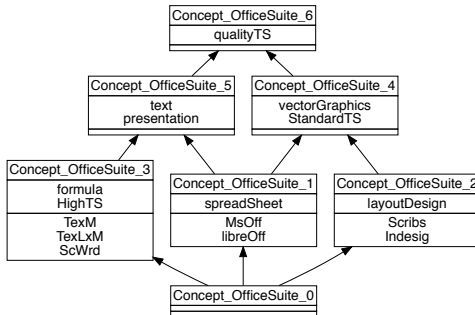 Concept_OfficeSuite_6
qualityTS
Concept_OfficeSuite_5
text
presentation
Concept_OfficeSuite_4
vectorGraphics
StandardTS
Concept_OfficeSuite_3
formula
HighTS
TexM
TexLxM
ScWrd
Concept_OfficeSuite_1
spreadSheet
MsOff
libreOff
Concept_OfficeSuite_2
layoutDesign
Scribs
Indesig
Concept_OfficeSuite_0